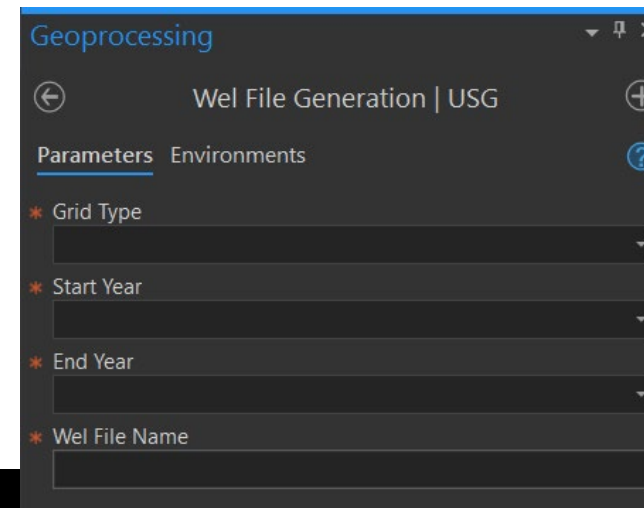 Geoprocessing
Wel File Generation | USG
Parameters Environments
* Grid Type
* Start Year
* End Year
* Wel File Name